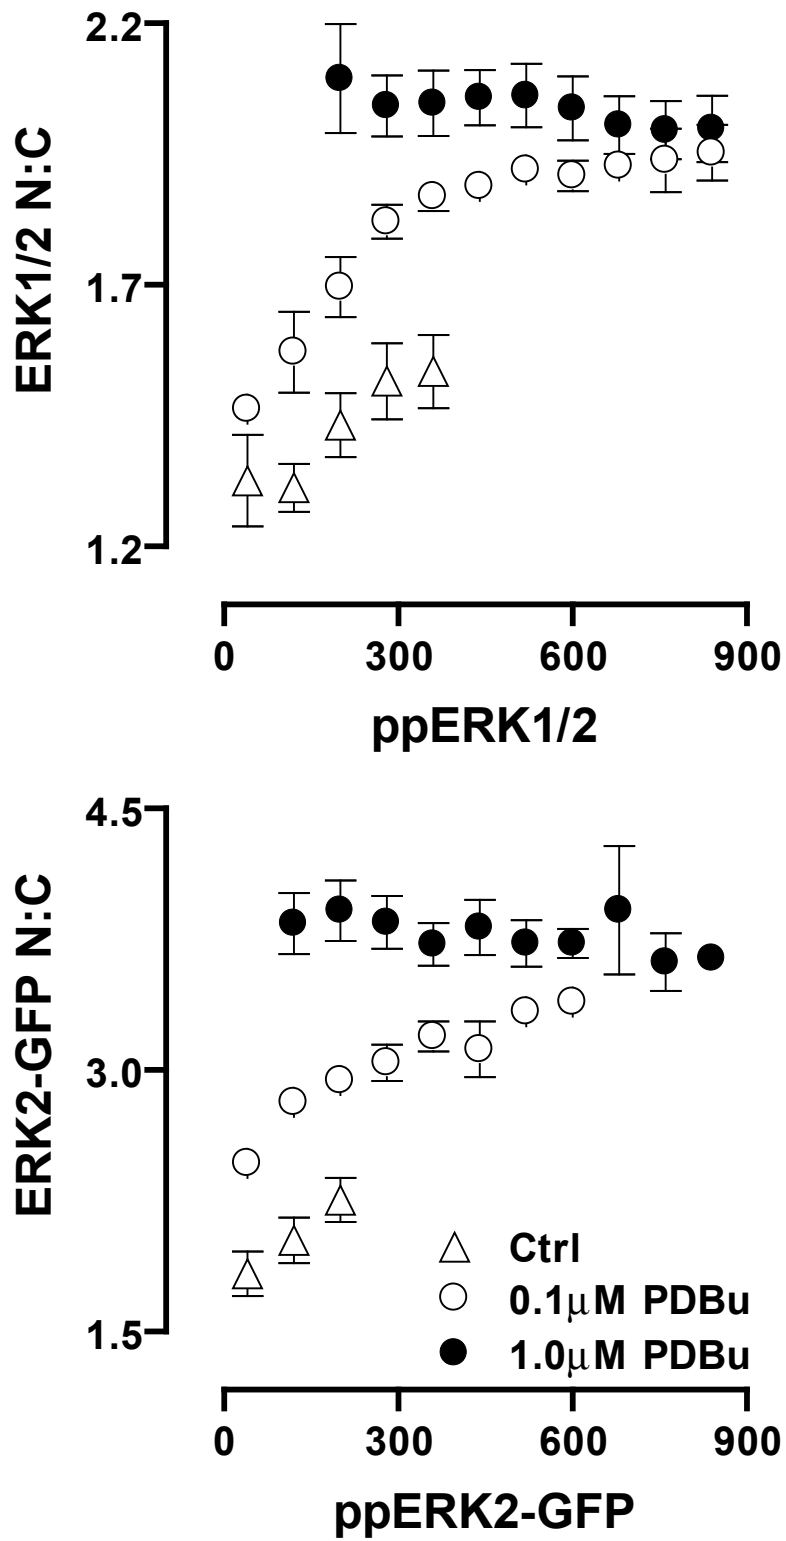 2.2
ERK1/2 N:C
1.7
1.2
0 300 600 900
ppERK1/2
4.5
ERK2-GFP N:C
3.0
1.5
Ctrl
0.1μM PDBu
1.0μM PDBu
0 300 600 900
ppERK2-GFP